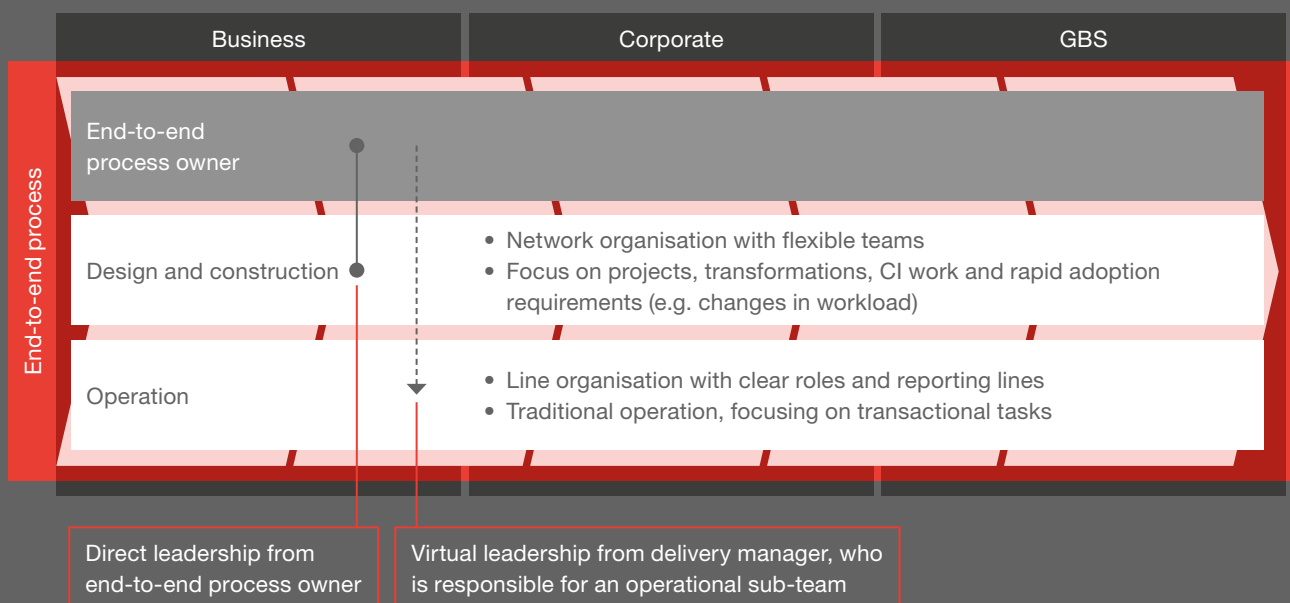 Business
Corporate
GBS
End-to-end process
End-to-end
process owner
Design and construction
• Network organisation with flexible teams
• Focus on projects, transformations, CI work and rapid adoption
requirements (e.g. changes in workload)
Operation
• Line organisation with clear roles and reporting lines
• Traditional operation, focusing on transactional tasks
Direct leadership from
end-to-end process owner
Virtual leadership from delivery manager, who
is responsible for an operational sub-team